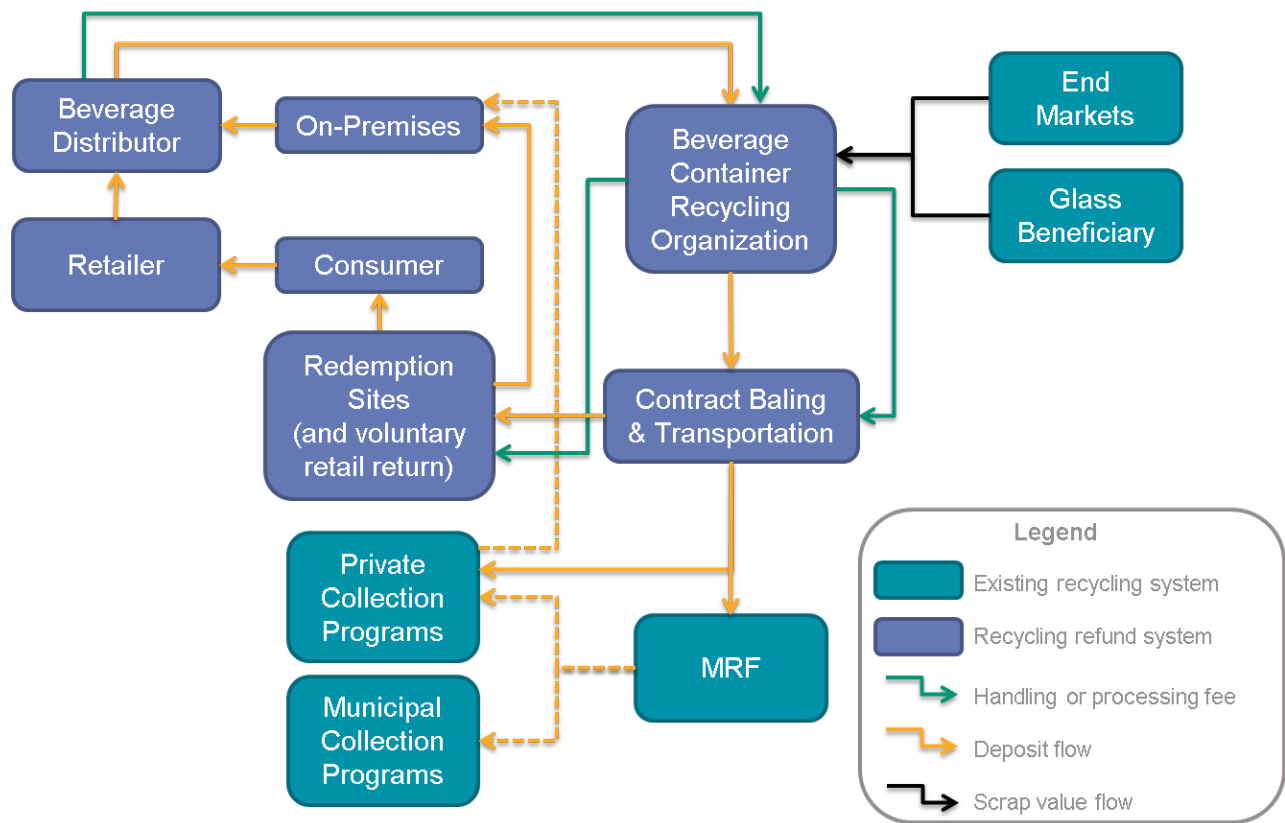 Beverage
Distributor
On-Premises
Retailer
Consumer
Redemption
Sites
(and voluntary
retail return)
Beverage
Container
Recycling
Organization
End
Markets
Glass
Beneficiary
Contract Baling
& Transportation
Private
Collection
Programs
Municipal
Collection
Programs
MRF
Legend
Existing recycling system
Recycling refund system
Handling or processing fee
Deposit flow
Scrap value flow